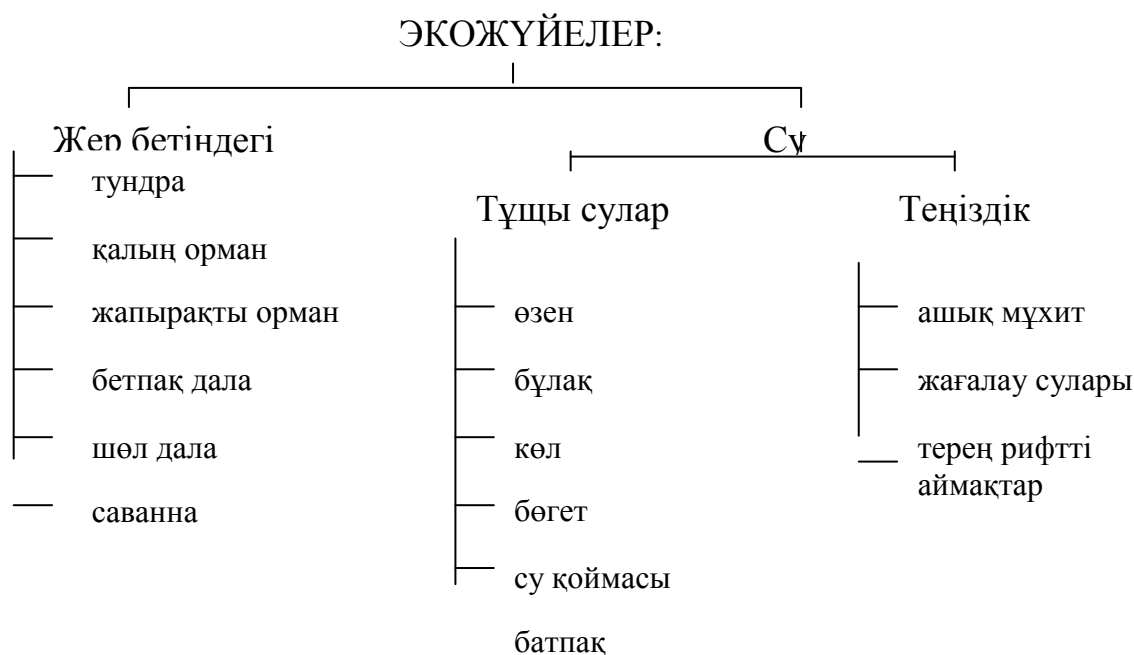 ЭКОЖҮЙЕЛЕР:
Жер бетіндегі
Су
тундра
қалың орман
жапырақты орман
бетпақ дала
шөл дала
саванна
Тұщы сулар
өзен
бұлақ
көл
бөгет
су қоймасы
батпақ
Теңіздік
ашық мұхит
жағалау сулары
терең рифтті
аймақтар